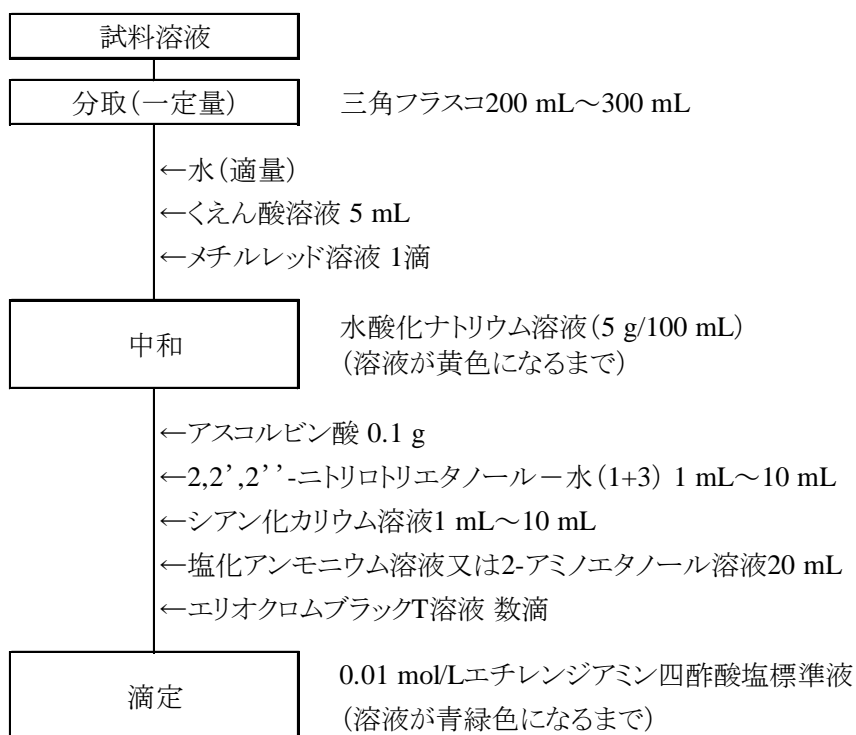 試料溶液
分取(一定量) 三角フラスコ200 mL~300 mL
←水(適量)
←くえん酸溶液 5 mL
←メチルレッド溶液 1滴
中和
水酸化ナトリウム溶液(5 g/100 mL)
(溶液が黄色になるまで)
←アスコルビン酸 0.1 g
←2,2’,2’’-ニトリロトリエタノール-水(1+3) 1 mL~10 mL
←シアン化カリウム溶液1 mL~10 mL
←塩化アンモニウム溶液又は2-アミノエタノール溶液20 mL
←エリオクロムブラックT溶液 数滴
滴定
0.01 mol/Lエチレンジアミン四酢酸塩標準液
(溶液が青緑色になるまで)